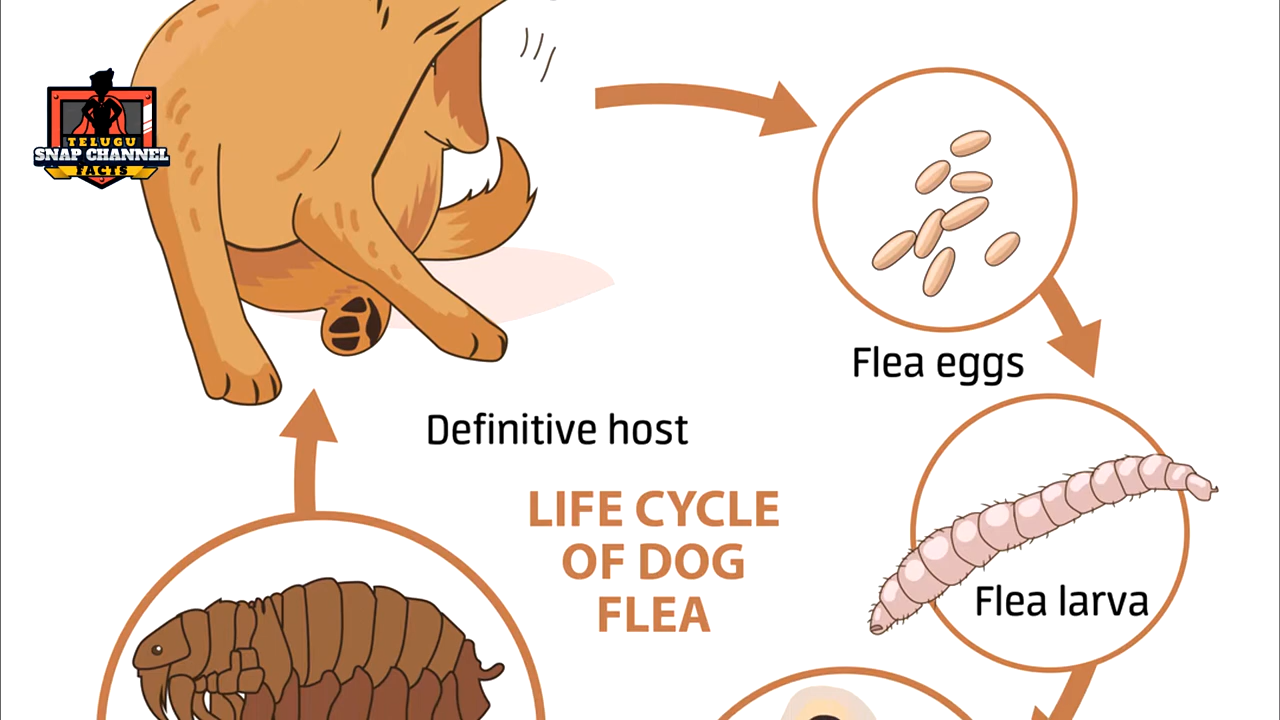 TELUGU
SNAP CHANNEL
FACTS
Flea eggs
Definitive host
LIFE CYCLE
OF DOG
FLEA
Flea larva